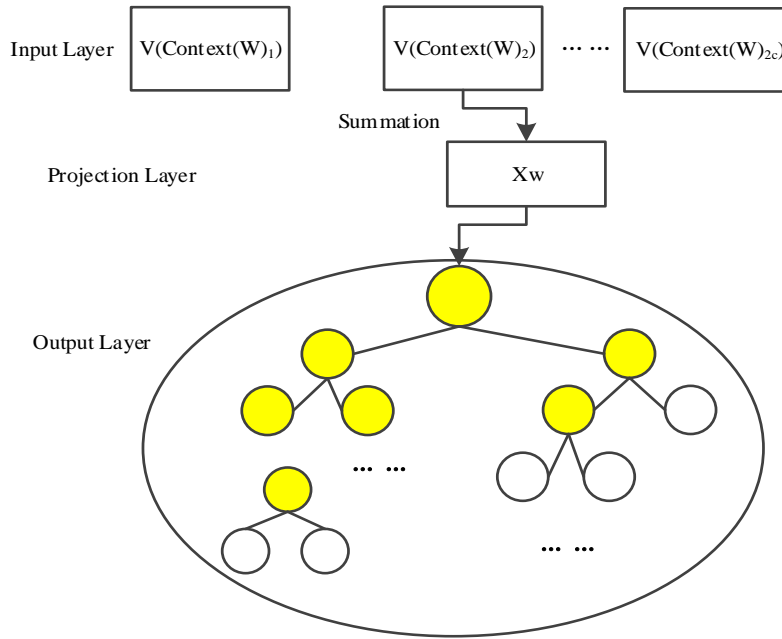 Input Layer V(Context(W)₁) V(Context(W)₂) ... ... V(Context(W)₂c)
Summation
Projection Layer Xw
Output Layer
... ...
... ...